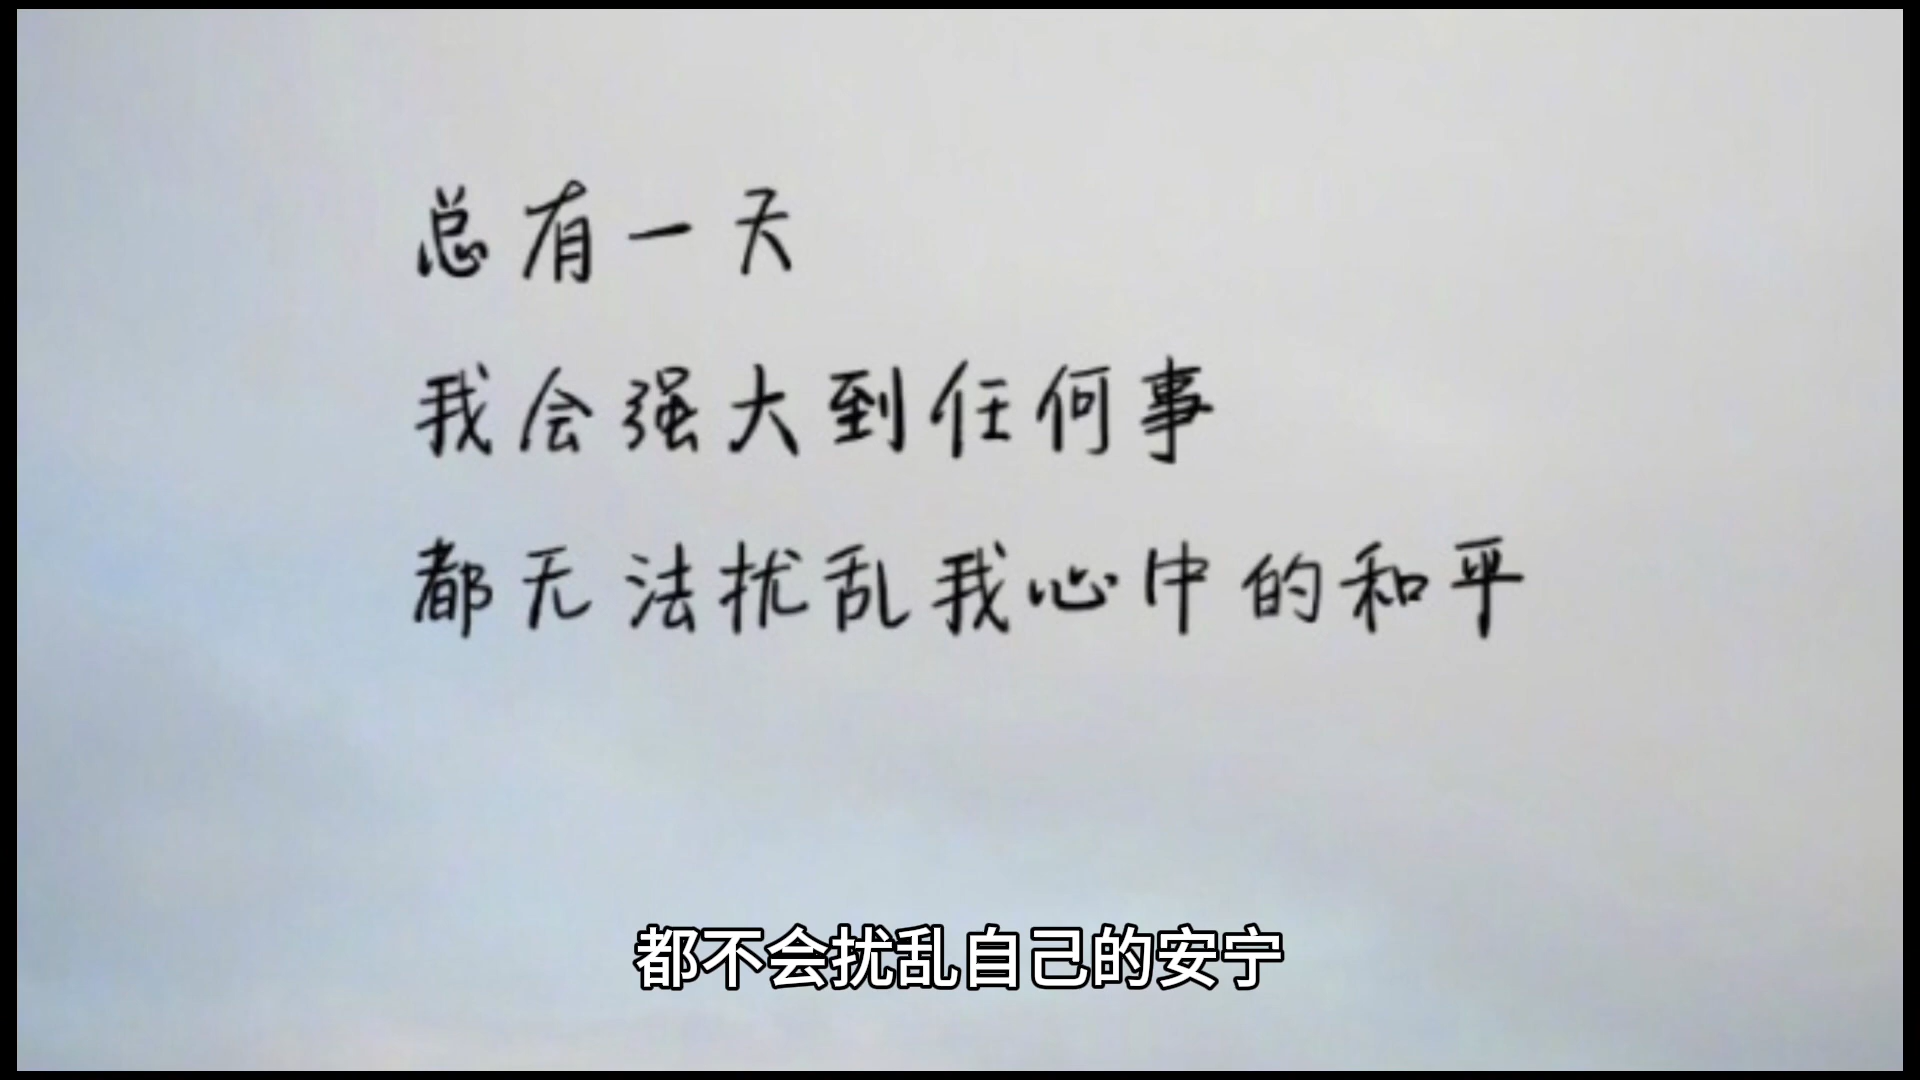 总有一天
我会强大到任何事
都无法扰乱我心中的和平
都不会扰乱自己的安宁